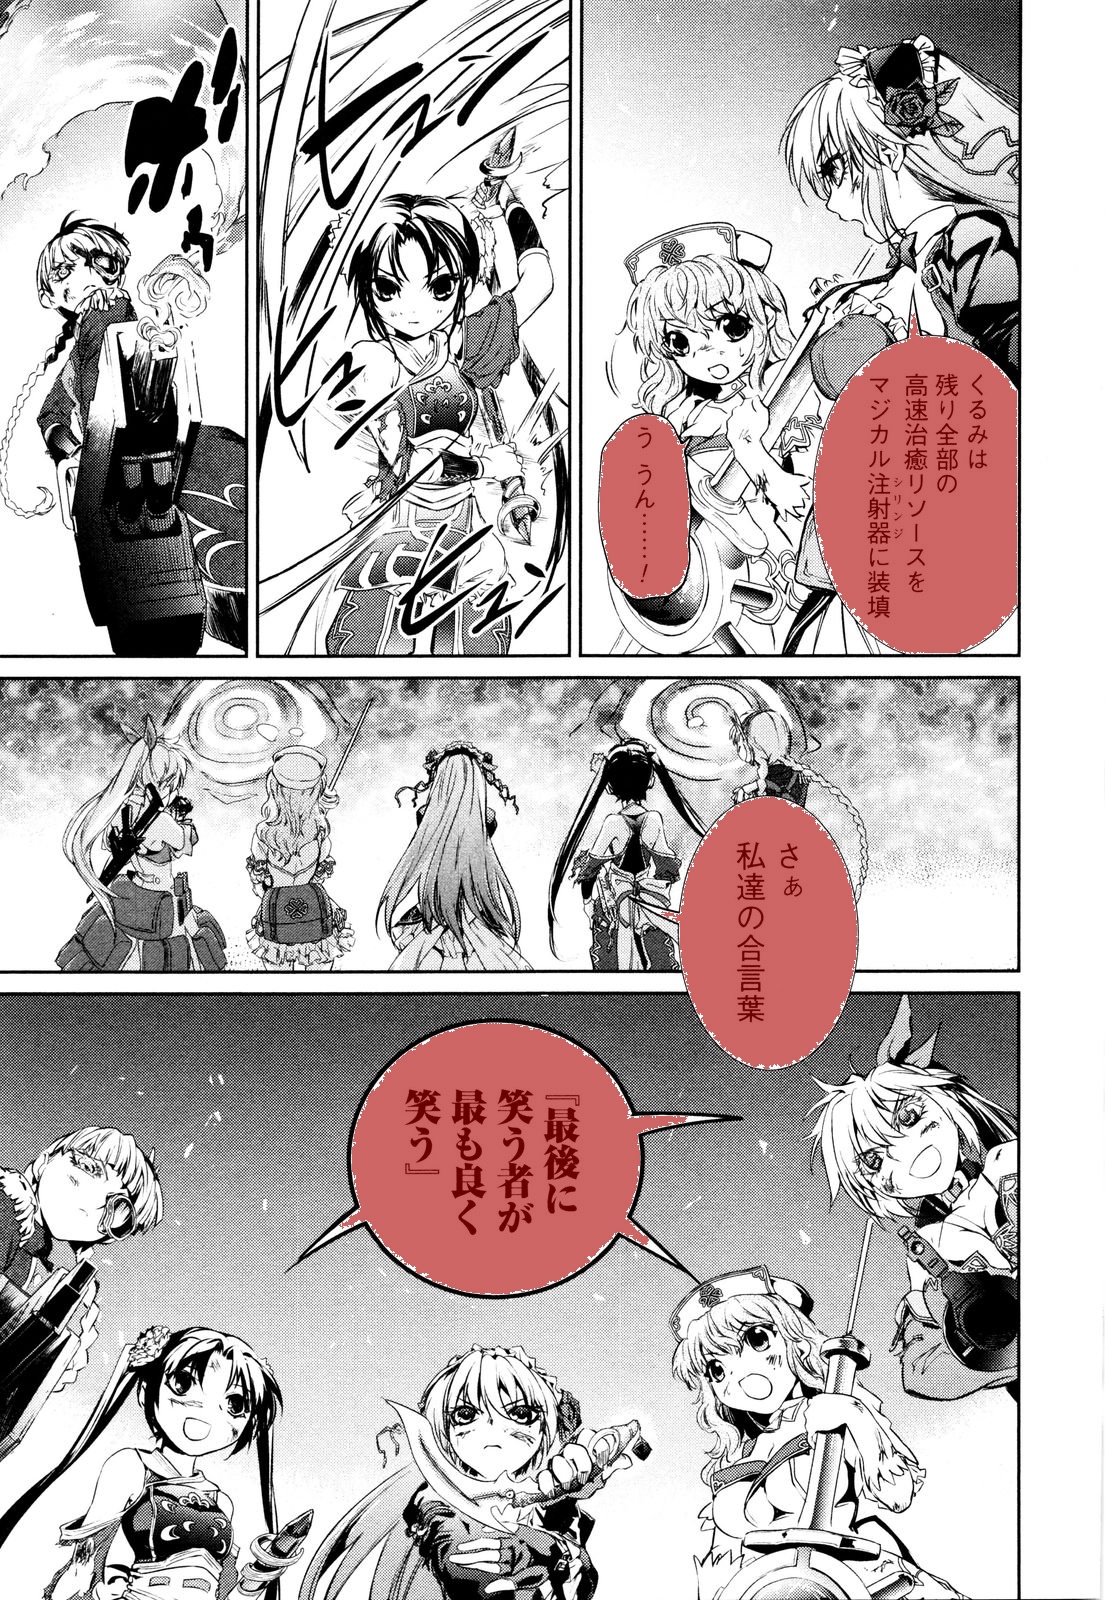 くるみは
残り全部の
高速治癒リソースを
マジカル注射器に装填
シリンジ
う うん……！
ヒュンッ
ヒュッ
ヒュンッ
さぁ
私達の合言葉
『最後に
笑う者が
最も良く
笑う』